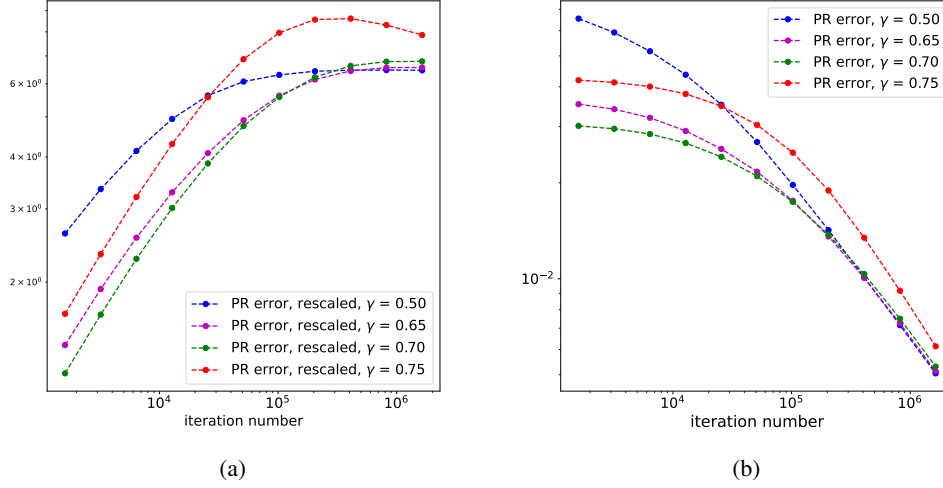 6 × 10⁰
4 × 10⁰
3 × 10⁰
2 × 10⁰
PR error, rescaled, γ = 0.50
PR error, rescaled, γ = 0.65
PR error, rescaled, γ = 0.70
PR error, rescaled, γ = 0.75
10⁴ 10⁵ 10⁶
iteration number
(a)
PR error, γ = 0.50
PR error, γ = 0.65
PR error, γ = 0.70
PR error, γ = 0.75
10⁻²
10⁴ 10⁵ 10⁶
iteration number
(b)